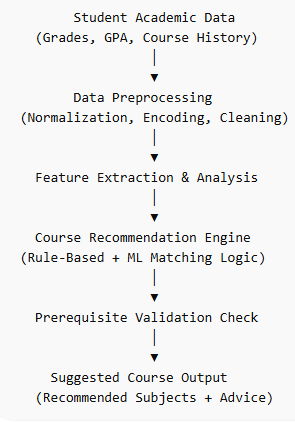 Student Academic Data
(Grades, GPA, Course History)
Data Preprocessing
(Normalization, Encoding, Cleaning)
Feature Extraction & Analysis
Course Recommendation Engine
(Rule-Based + ML Matching Logic)
Prerequisite Validation Check
Suggested Course Output
(Recommended Subjects + Advice)